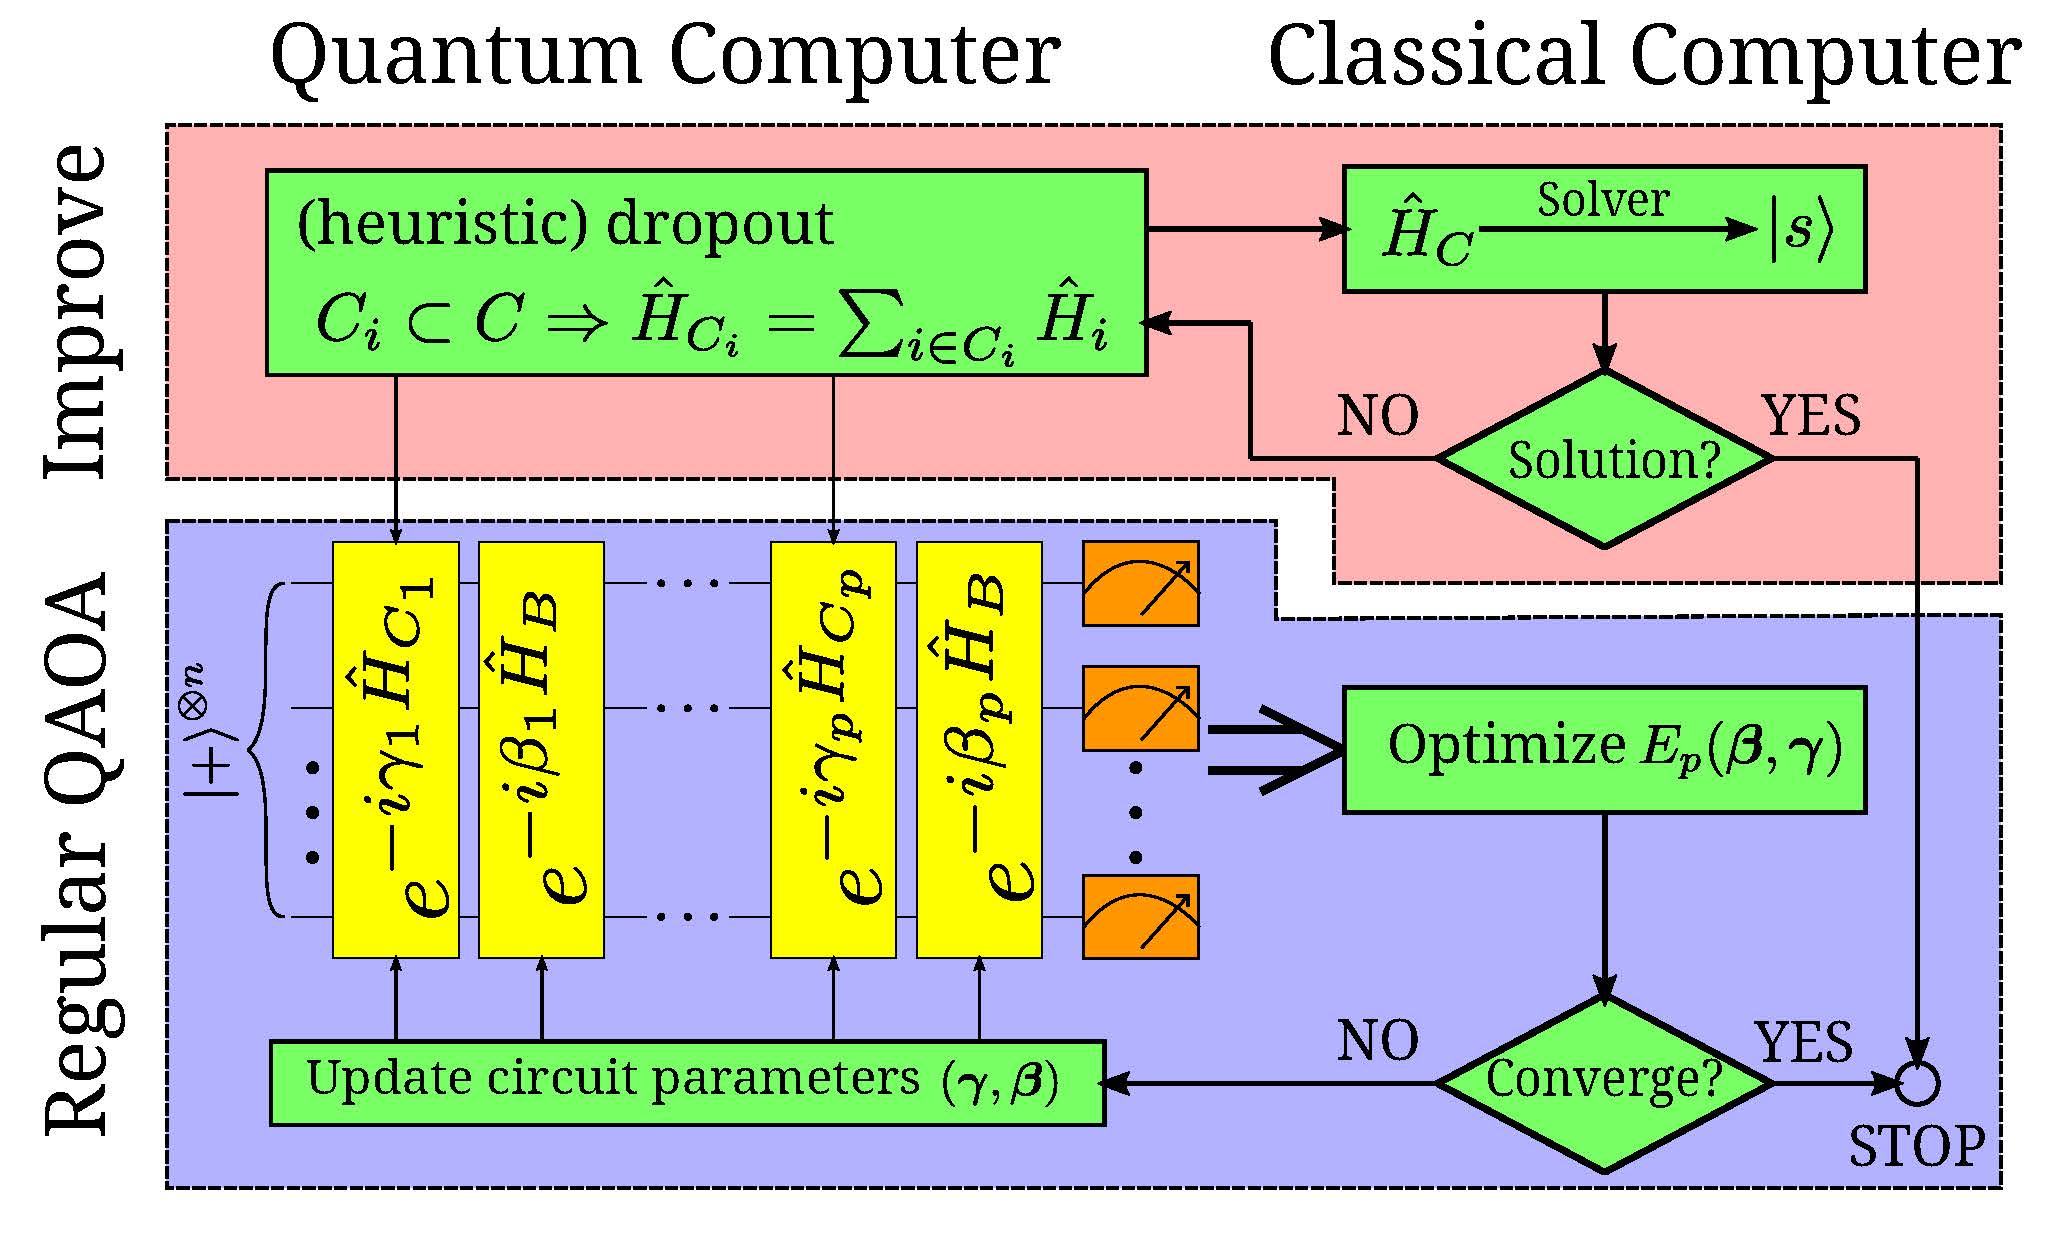 Quantum Computer
Classical Computer
Improve
(heuristic) dropout
$C_i \subset C \Rightarrow \hat{H}_{C_i} = \sum_{i \in C_i} \hat{H}_i$
$\hat{H}_C$ Solver $|s\rangle$
NO
Solution?
YES
Regular QAOA
$|+\rangle^{\otimes n}$
$e^{-i\gamma_1 \hat{H}_{C_1}}$
$e^{-i\beta_1 \hat{H}_B}$
$e^{-i\gamma_p \hat{H}_{C_p}}$
$e^{-i\beta_p \hat{H}_B}$
Optimize $E_p(\boldsymbol{\beta}, \boldsymbol{\gamma})$
Update circuit parameters $(\boldsymbol{\gamma}, \boldsymbol{\beta})$
NO
Converge?
YES
STOP